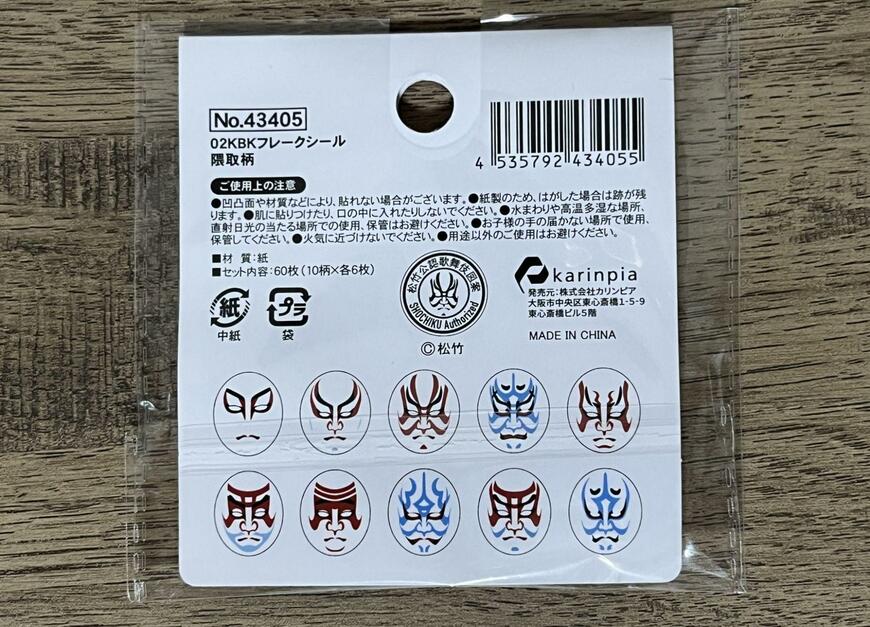 No.43405
02KBKフレークシール
隈取柄
4 535792 434055
ご使用上の注意
●凹凸面や材質などにより、貼れない場合がございます。●紙製のため、はがした場合は跡が残
ります。●肌に貼りつけたり、口の中に入れたりしないでください。●水まわりや高温多湿な場所、
直射日光の当たる場所での使用、保管はお避けください。●お子様の手の届かない場所で使用、
保管してください。●火気に近づけないでください。●用途以外のご使用はお避けください。
■材 質:紙
■セット内容:60枚(10柄×各6枚)
紙
中紙
プラ
袋
松竹公認歌舞伎図案
SHOCHIKU Authorized
©松竹
karinpia
発売元:株式会社カリンピア
大阪市中央区東心斎橋1-5-9
東心斎橋ビル5階
MADE IN CHINA